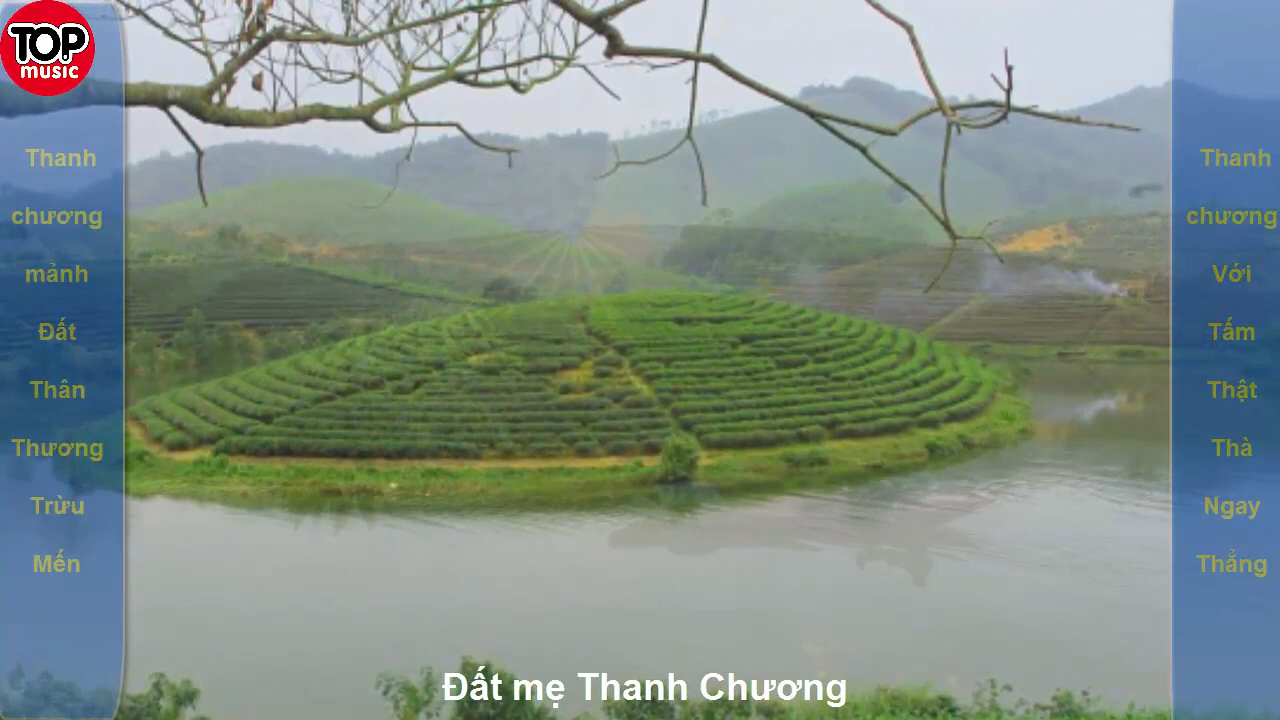 TOP
music
Thanh
chương
mảnh
Đất
Thân
Thương
Trừu
Mến
Thanh
chương
Với
Tấm
Thật
Thà
Ngay
Thẳng
Đất mẹ Thanh Chương